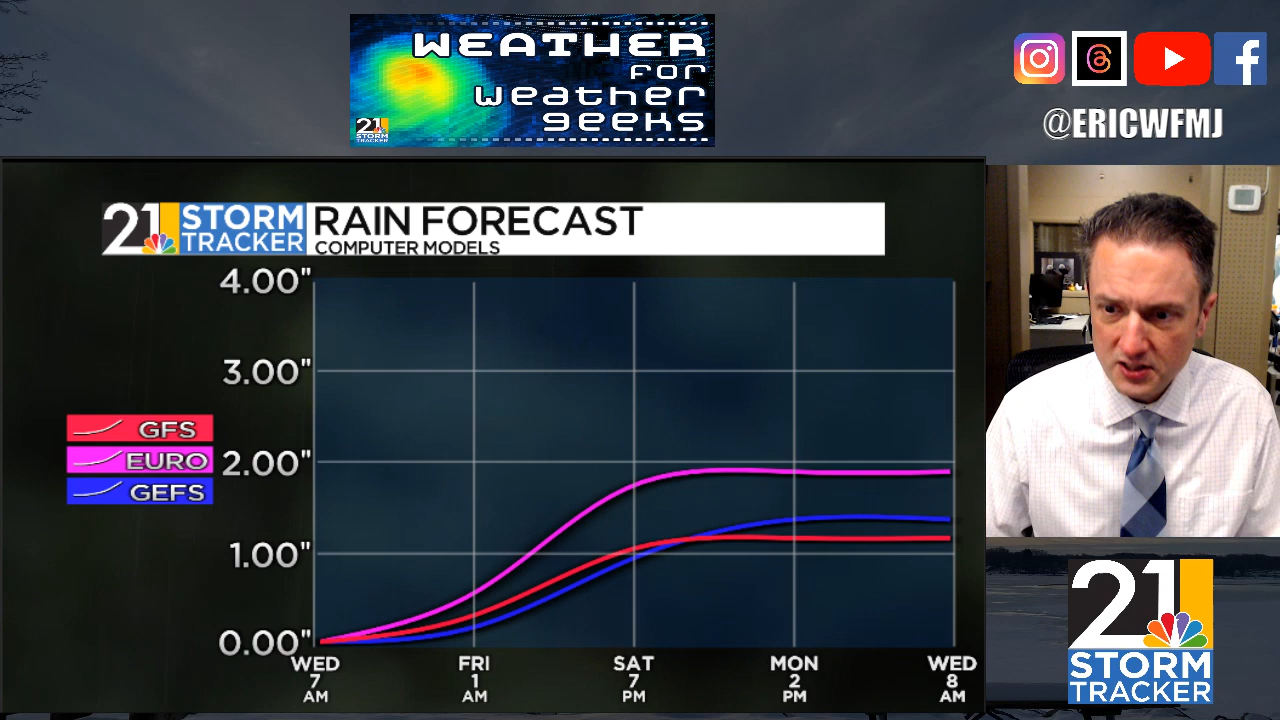 WEATHER
FOR
Weather
geeks
21
STORM
TRACKER
@ERICWFMJ
21 STORM TRACKER
RAIN FORECAST
COMPUTER MODELS
4.00"
3.00"
2.00"
1.00"
0.00"
GFS
EURO
GEFS
WED
7
AM
FRI
1
AM
SAT
7
PM
MON
2
PM
WED
8
AM
21
STORM
TRACKER